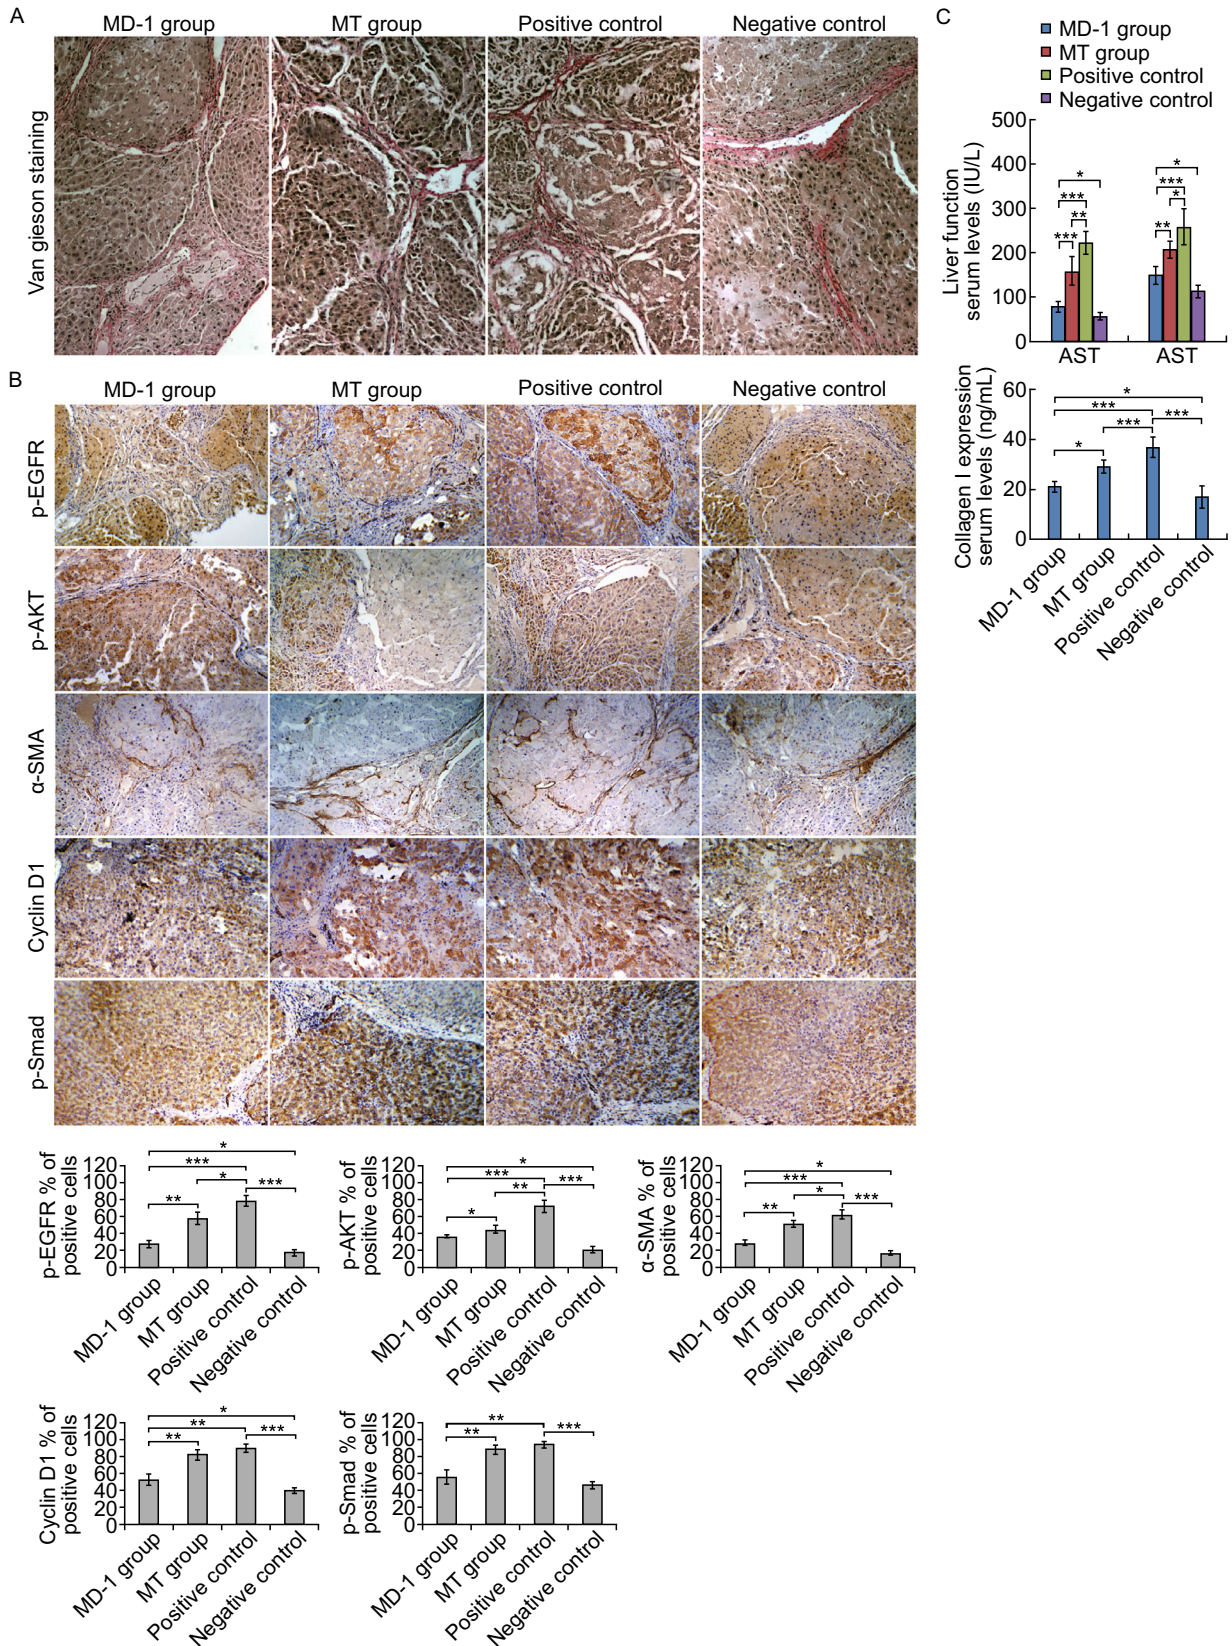 A
MD-1 group
MT group
Positive control
Negative control
Van gieson staining
B
MD-1 group
MT group
Positive control
Negative control
p-EGFR
p-AKT
α-SMA
Cyclin D1
p-Smad
p-EGFR % of
positive cells
120
100
80
60
40
20
0
*
***
*
***
**
MD-1 group
MT group
Positive control
Negative control
p-AKT % of
positive cells
120
100
80
60
40
20
0
*
***
**
***
*
MD-1 group
MT group
Positive control
Negative control
α-SMA % of
positive cells
120
100
80
60
40
20
0
*
***
*
***
**
MD-1 group
MT group
Positive control
Negative control
Cyclin D1 % of
positive cells
120
100
80
60
40
20
0
*
**
**
***
MD-1 group
MT group
Positive control
Negative control
p-Smad % of
positive cells
120
100
80
60
40
20
0
**
**
***
MD-1 group
MT group
Positive control
Negative control
C
MD-1 group
MT group
Positive control
Negative control
Liver function
serum levels (IU/L)
500
400
300
200
100
0
*
***
**
***
*
***
*
**
AST
AST
Collagen I expression
serum levels (ng/mL)
60
40
20
0
*
***
***
***
*
MD-1 group
MT group
Positive control
Negative control